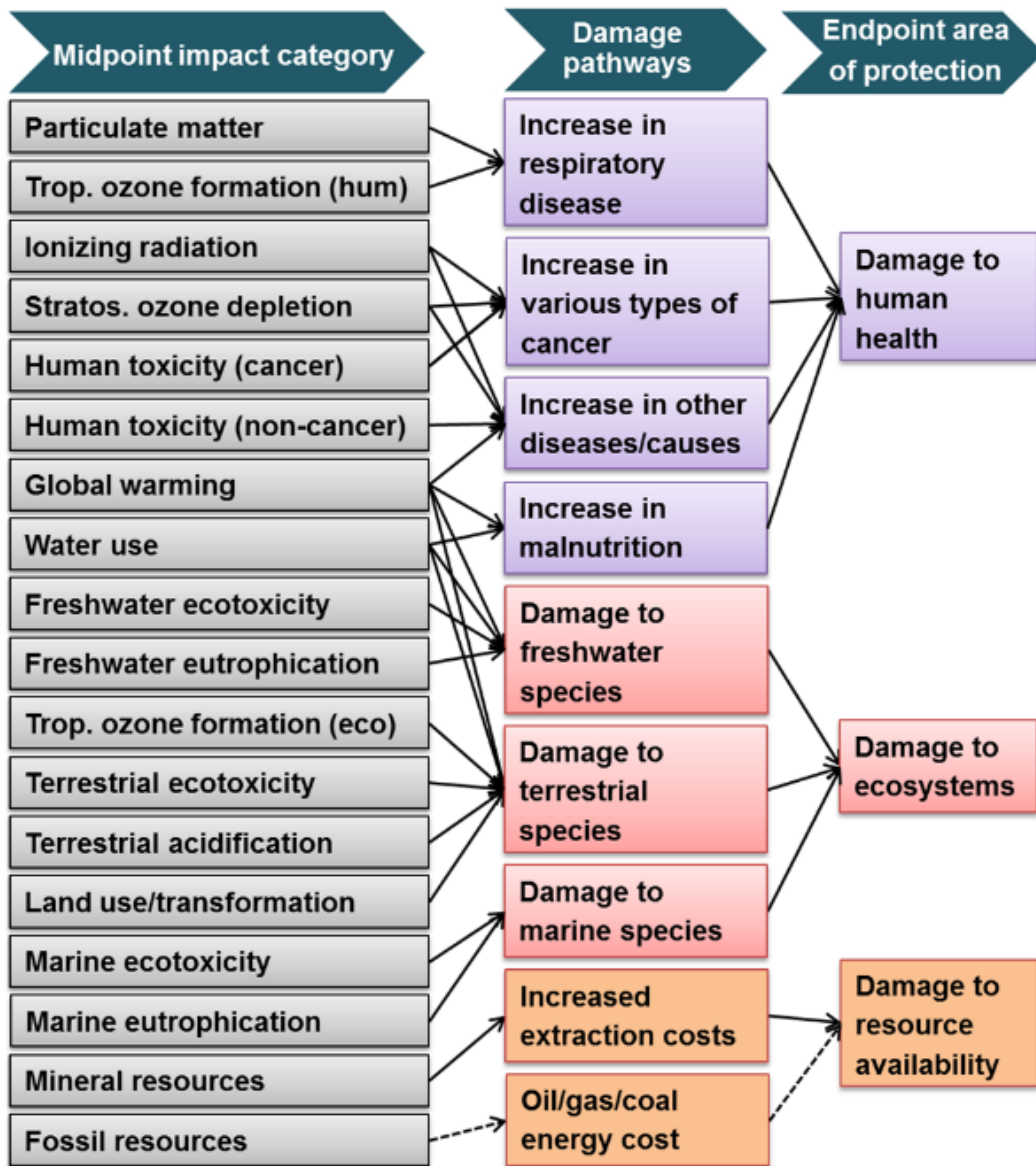 Midpoint impact category
Damage
pathways
Endpoint area
of protection
Particulate matter
Trop. ozone formation (hum)
Ionizing radiation
Stratos. ozone depletion
Human toxicity (cancer)
Human toxicity (non-cancer)
Global warming
Water use
Freshwater ecotoxicity
Freshwater eutrophication
Trop. ozone formation (eco)
Terrestrial ecotoxicity
Terrestrial acidification
Land use/transformation
Marine ecotoxicity
Marine eutrophication
Mineral resources
Fossil resources
Increase in
respiratory
disease
Increase in
various types of
cancer
Increase in other
diseases/causes
Increase in
malnutrition
Damage to
freshwater
species
Damage to
terrestrial
species
Damage to
marine species
Increased
extraction costs
Oil/gas/coal
energy cost
Damage to
human
health
Damage to
ecosystems
Damage to
resource
availability